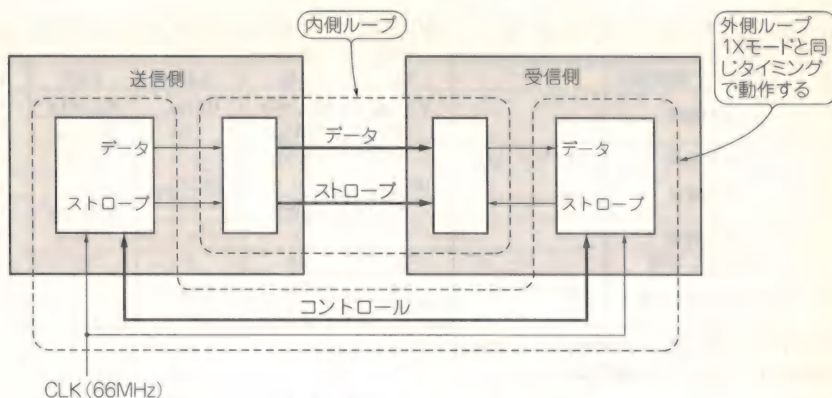 内側ループ
外側ループ
1Xモードと同
じタイミング
で動作する
送信側
受信側
データ
データ
データ
ストローブ
ストローブ
ストローブ
コントロール
CLK(66MHz)